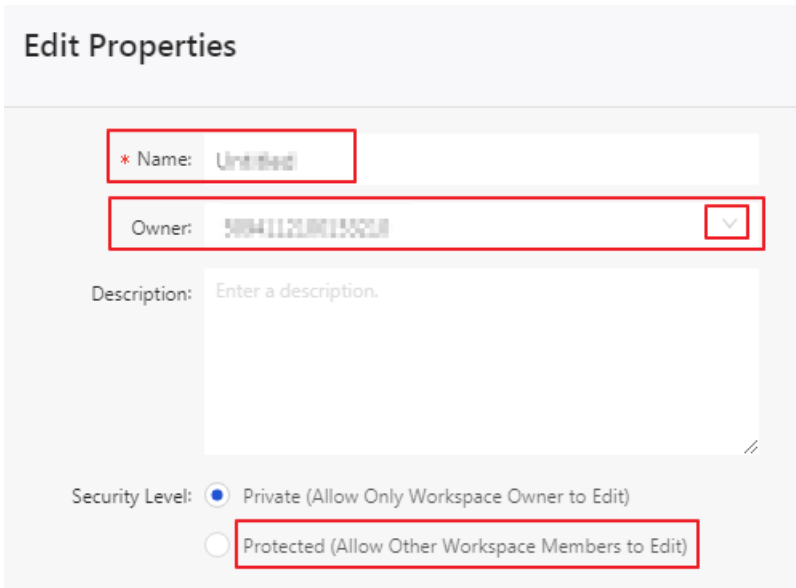 Edit Properties
* Name: Untitled
Owner:
Description: Enter a description.
Security Level: Private (Allow Only Workspace Owner to Edit)
Protected (Allow Other Workspace Members to Edit)